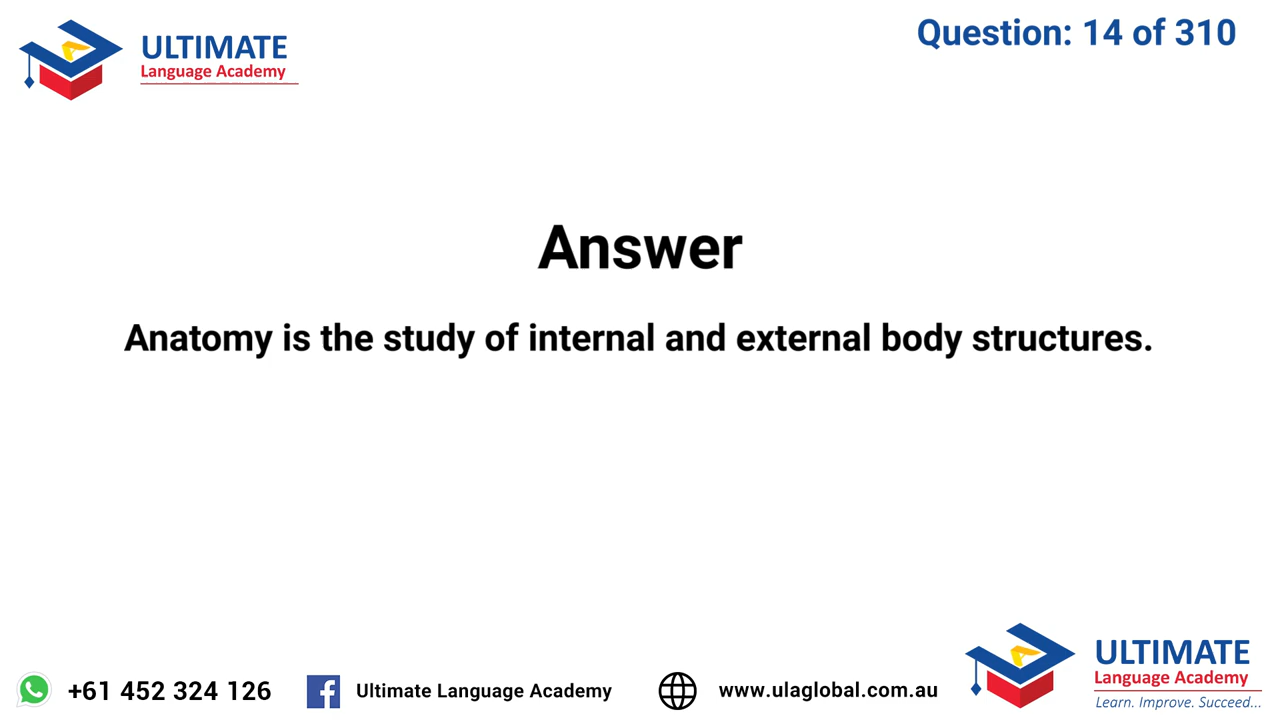 ULTIMATE
Language Academy
Question: 14 of 310
Answer
Anatomy is the study of internal and external body structures.
+61 452 324 126
Ultimate Language Academy
www.ulaglobal.com.au
ULTIMATE
Language Academy
Learn. Improve. Succeed...